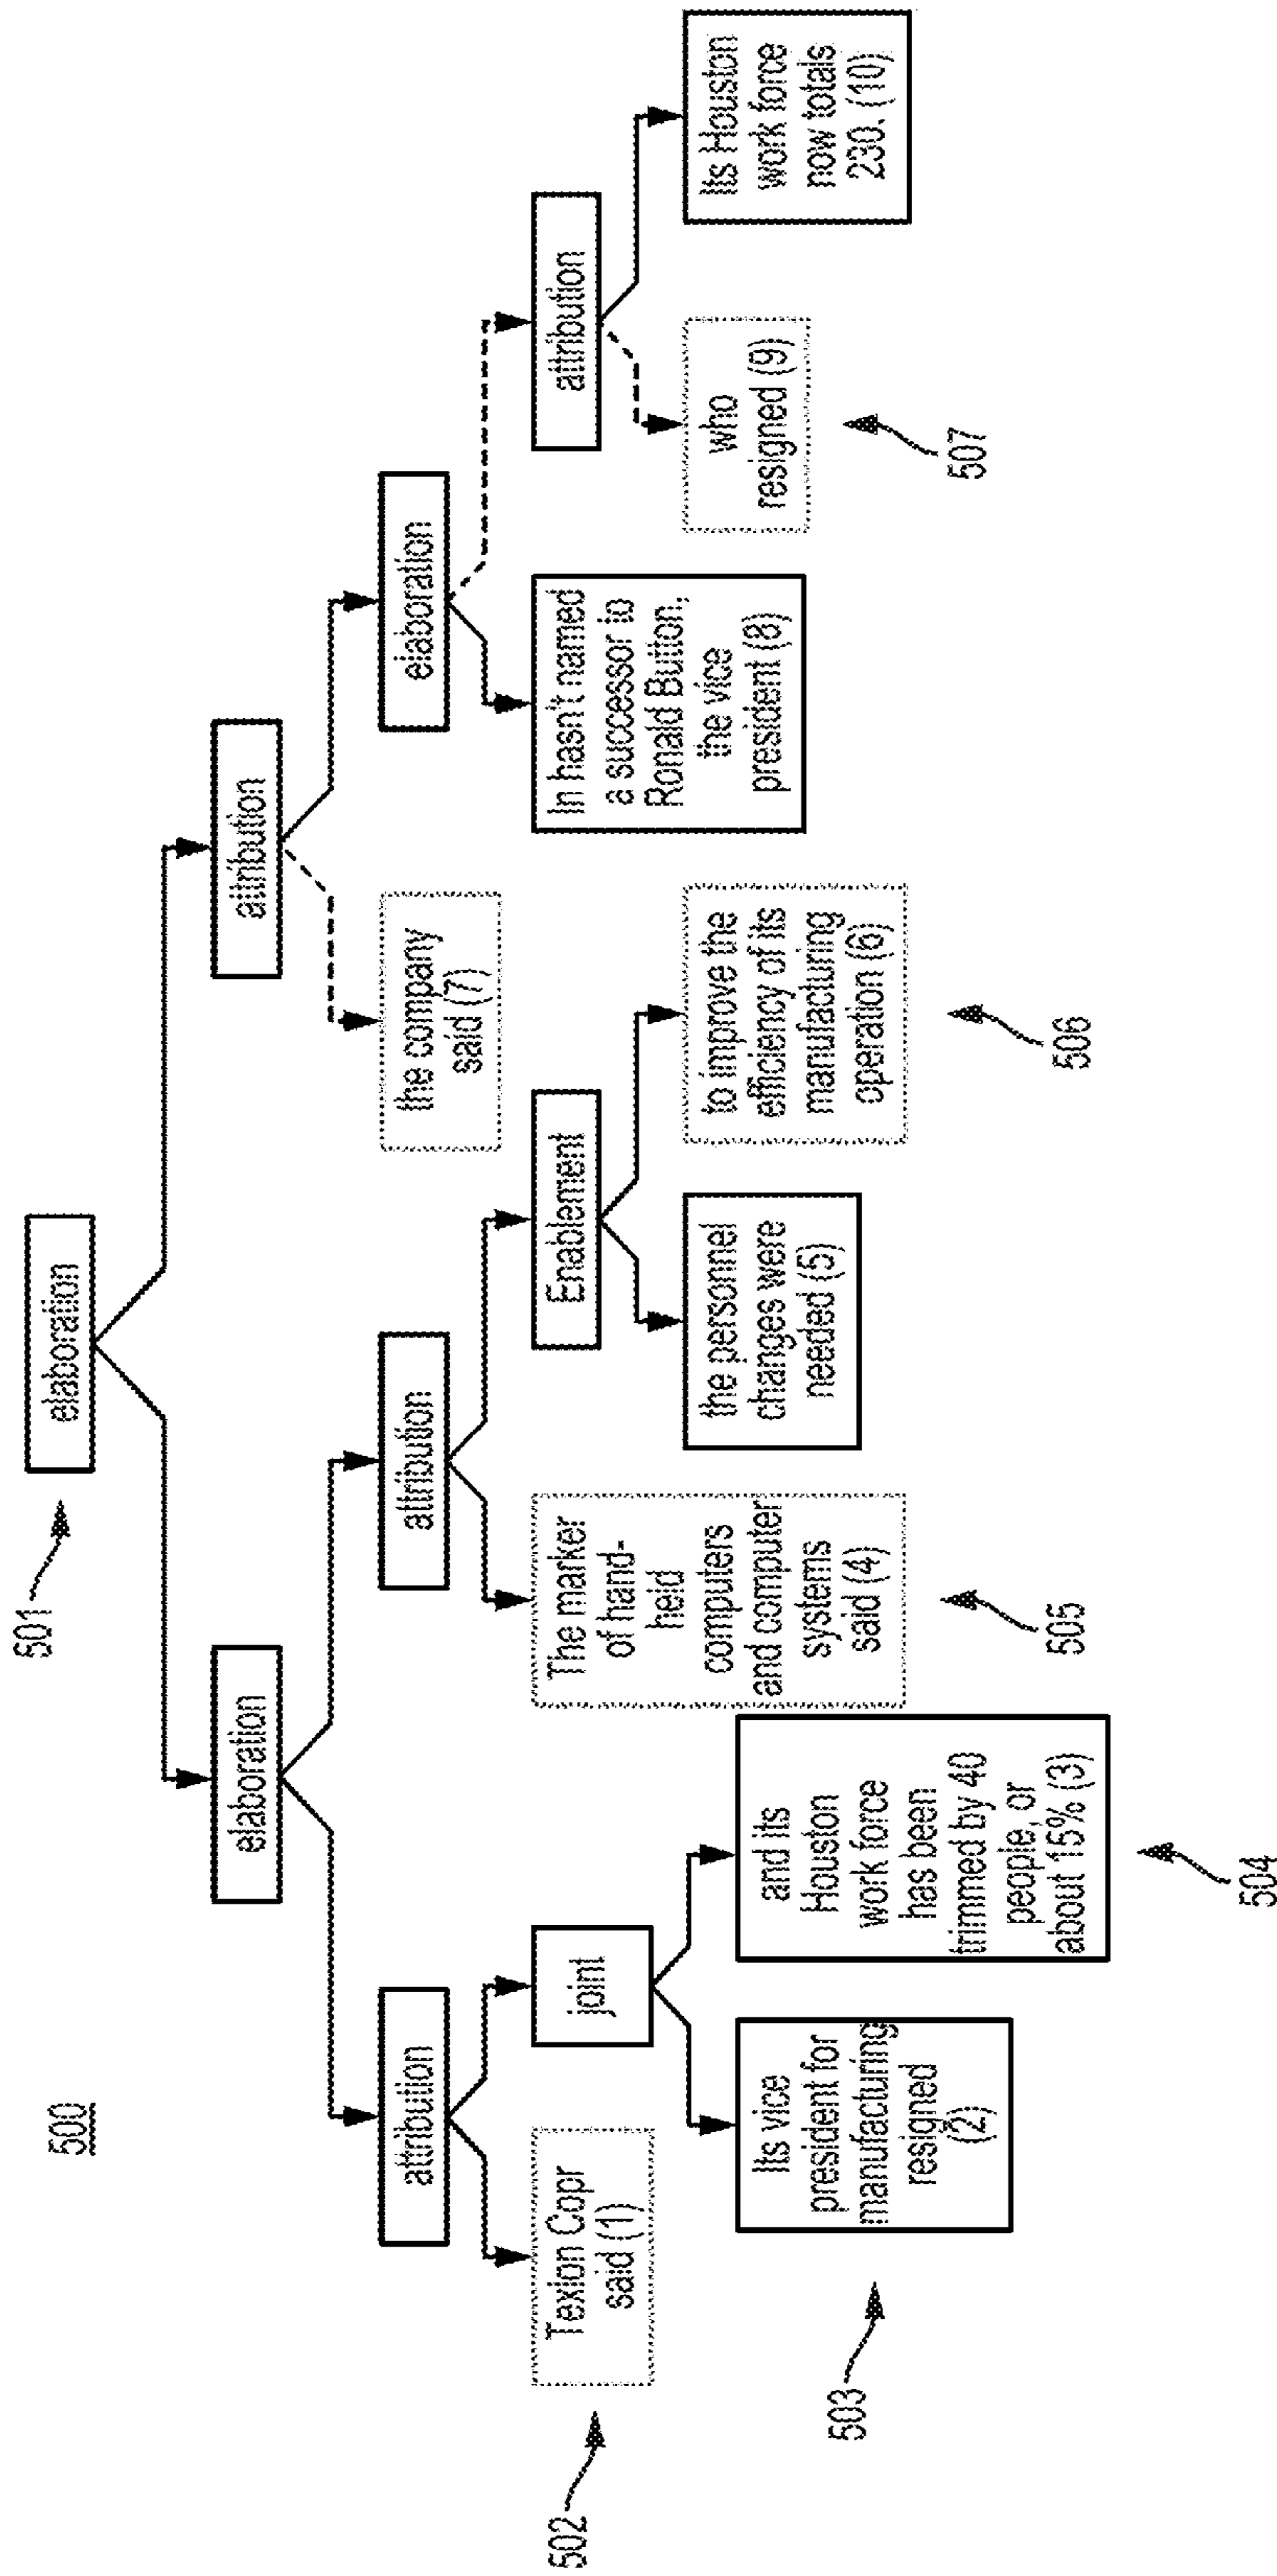 500
501
elaboration
elaboration
attribution
attribution
attribution
the company
said (7)
elaboration
502
Texlon Copr
said (1)
joint
The marker
of hand-
held
computers
and computer
systems
said (4)
Enablement
In hasn't named
a successor to
Ronald Button,
the vice
president (8)
attribution
503
Its vice
president for
manufacturing
resigned
(2)
and its
Houston
work force
has been
trimmed by 40
people, or
about 15% (3)
504
505
the personnel
changes were
needed (5)
to improve the
efficiency of its
manufacturing
operation (6)
506
who
resigned (9)
507
Its Houston
work force
now totals
230. (10)